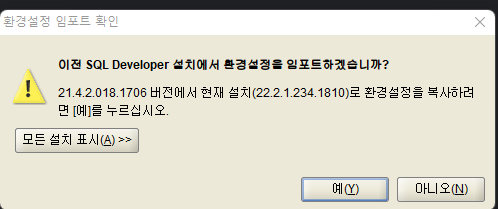 환경설정 임포트 확인
이전 SQL Developer 설치에서 환경설정을 임포트하겠습니까?
21.4.2.018.1706 버전에서 현재 설치(22.2.1.234.1810)로 환경설정을 복사하려
면 [예]를 누르십시오.
모든 설치 표시(A) >>
예(Y)
아니오(N)